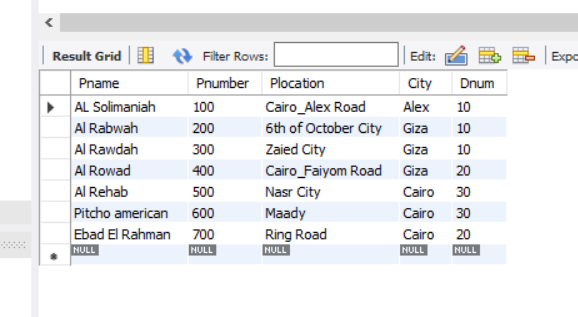 Result Grid Filter Rows: Edit: Expo
Pname Pnumber Plocation City Dnum
AL Solimaniah 100 Cairo_Alex Road Alex 10
Al Rabwah 200 6th of October City Giza 10
Al Rawdah 300 Zaied City Giza 10
Al Rowad 400 Cairo_Faiyom Road Giza 20
Al Rehab 500 Nasr City Cairo 30
Pitcho american 600 Maady Cairo 30
Ebad El Rahman 700 Ring Road Cairo 20
NULL NULL NULL NULL NULL